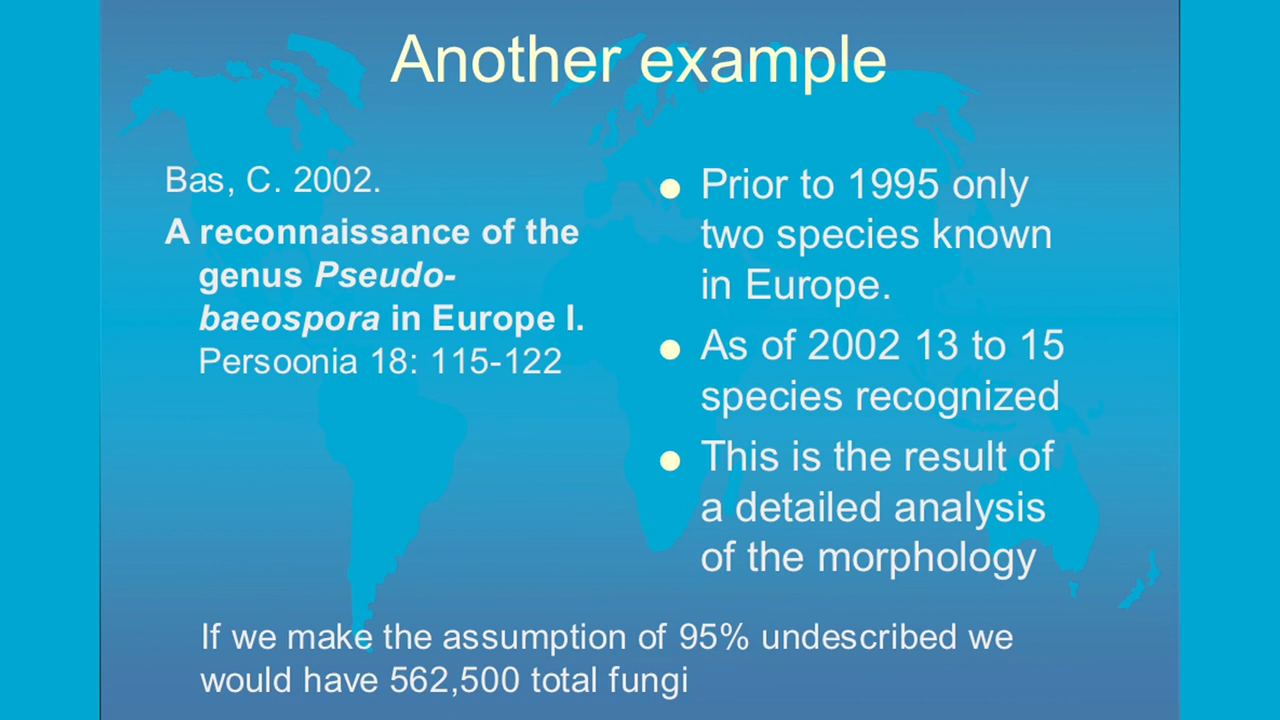 Another example
Bas, C. 2002.
A reconnaissance of the
genus Pseudo-
baeospora in Europe I.
Persoonia 18: 115-122
Prior to 1995 only
two species known
in Europe.
As of 2002 13 to 15
species recognized
This is the result of
a detailed analysis
of the morphology
If we make the assumption of 95% undescribed we
would have 562,500 total fungi